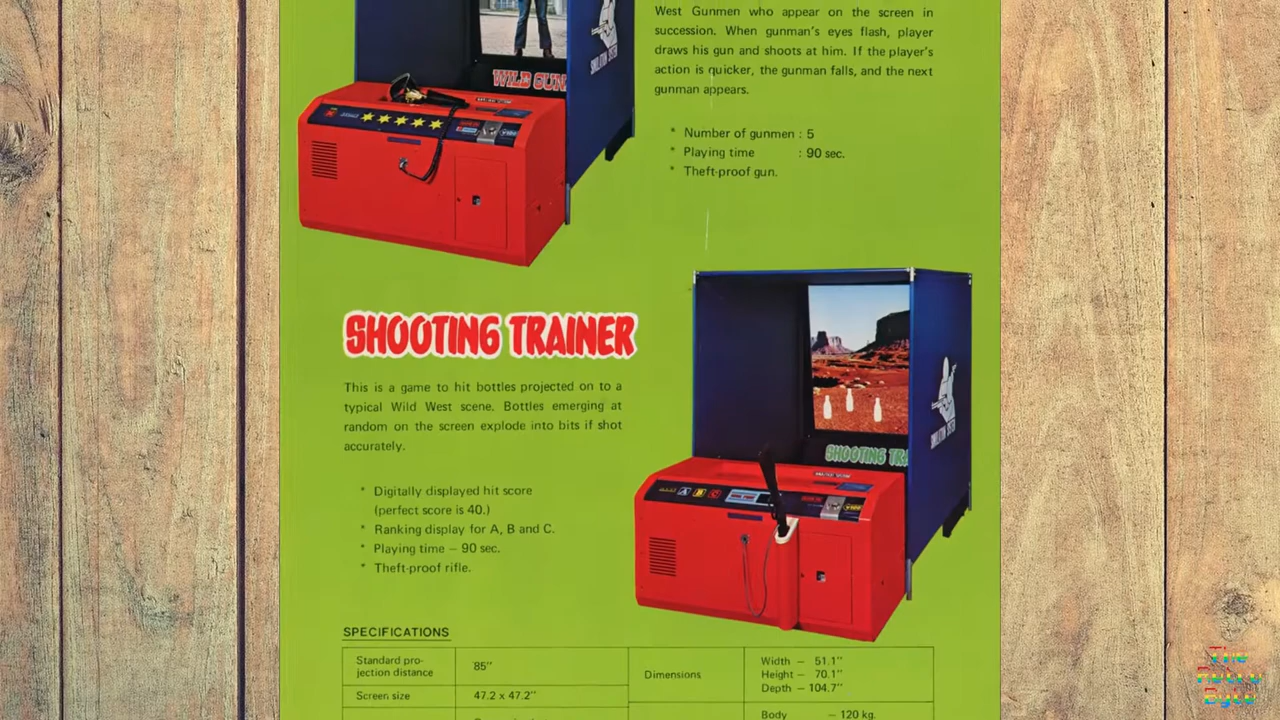 West Gunmen who appear on the screen in
succession. When gunman's eyes flash, player
draws his gun and shoots at him. If the player's
action is quicker, the gunman falls, and the next
gunman appears.
WILD GUN
* Number of gunmen : 5
* Playing time : 90 sec.
* Theft-proof gun.
SHOOTING TRAINER
This is a game to hit bottles projected on to a
typical Wild West scene. Bottles emerging at
random on the screen explode into bits if shot
accurately.
SHOOTING TRA
A B C
* Digitally displayed hit score
(perfect score is 40.)
* Ranking display for A, B and C.
* Playing time — 90 sec.
* Theft-proof rifle.
SPECIFICATIONS
Standard pro-
jection distance
85"
Screen size
47.2 x 47.2"
Dimensions
Width — 51.1"
Height — 70.1"
Depth — 104.7"
Body — 120 kg.
The
Retro
Byte